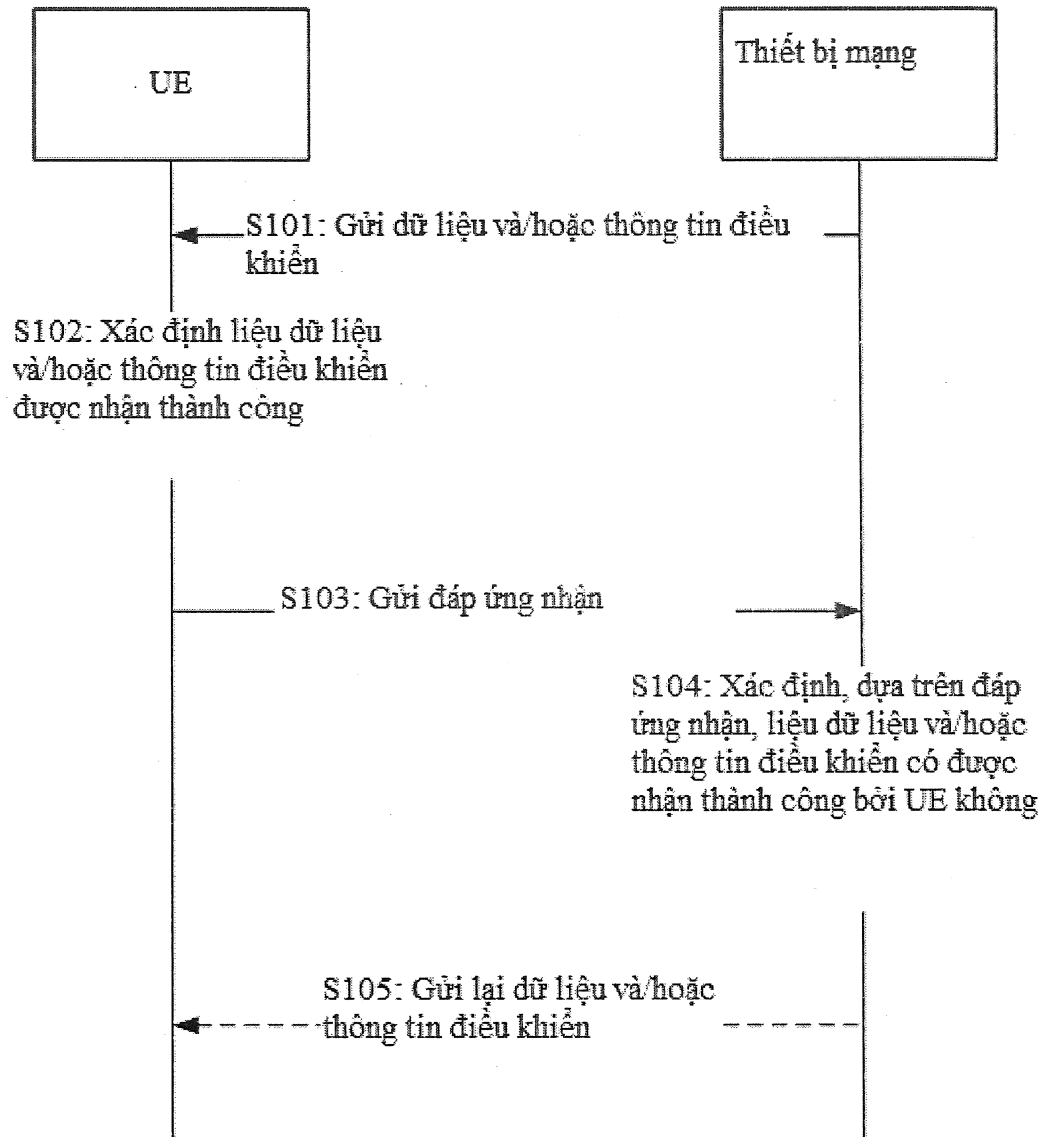 UE
Thiết bị mạng
S101: Gửi dữ liệu và/hoặc thông tin điều
khiển
S102: Xác định liệu dữ liệu
và/hoặc thông tin điều khiển
được nhận thành công
S103: Gửi đáp ứng nhận
S104: Xác định, dựa trên đáp
ứng nhận, liệu dữ liệu và/hoặc
thông tin điều khiển có được
nhận thành công bởi UE không
S105: Gửi lại dữ liệu và/hoặc
thông tin điều khiển